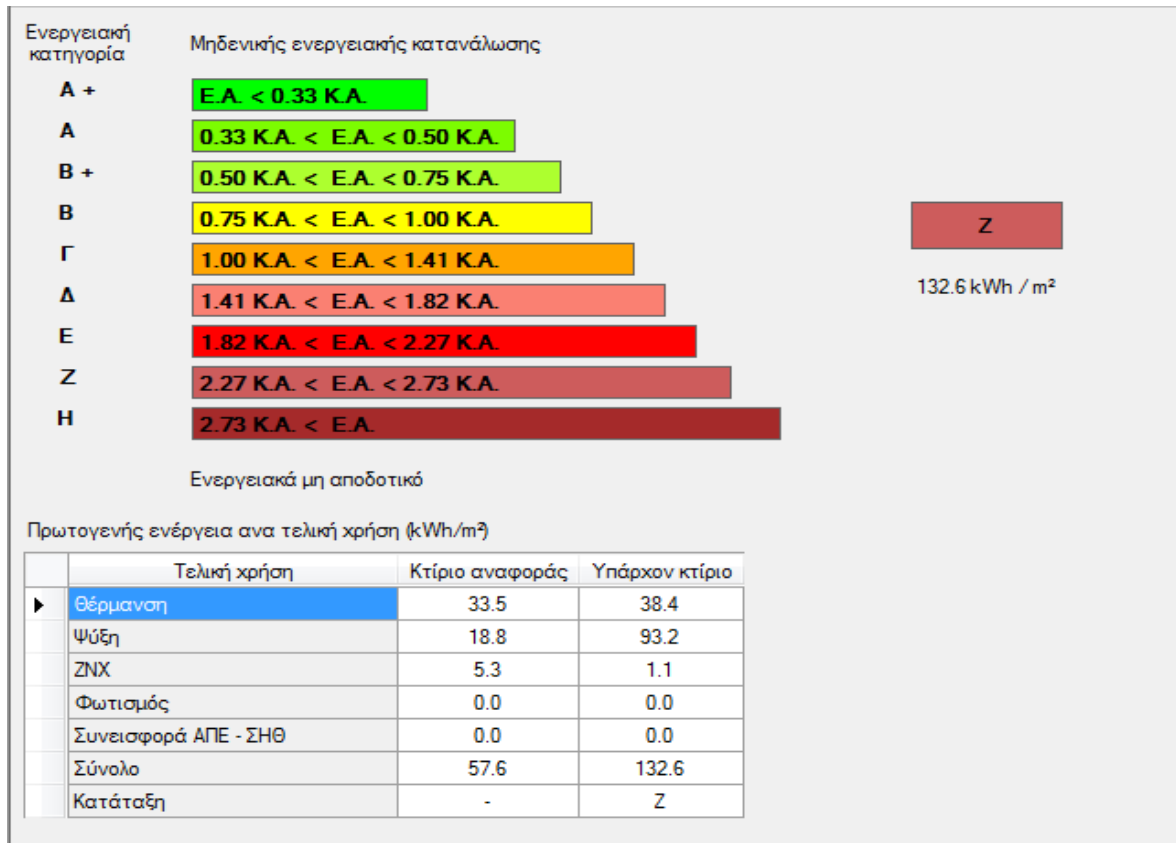 Ενεργειακή
κατηγορία
Μηδενικής ενεργειακής κατανάλωσης
Α +
Ε.Α. < 0.33 Κ.Α.
Α
0.33 Κ.Α. < Ε.Α. < 0.50 Κ.Α.
Β +
0.50 Κ.Α. < Ε.Α. < 0.75 Κ.Α.
Β
0.75 Κ.Α. < Ε.Α. < 1.00 Κ.Α.
Ζ
Γ
1.00 Κ.Α. < Ε.Α. < 1.41 Κ.Α.
132.6 kWh / m²
Δ
1.41 Κ.Α. < Ε.Α. < 1.82 Κ.Α.
Ε
1.82 Κ.Α. < Ε.Α. < 2.27 Κ.Α.
Ζ
2.27 Κ.Α. < Ε.Α. < 2.73 Κ.Α.
Η
2.73 Κ.Α. < Ε.Α.
Ενεργειακά μη αποδοτικό
Πρωτογενής ενέργεια ανα τελική χρήση (kWh/m²)
Τελική χρήση Κτίριο αναφοράς Υπάρχον κτίριο
Θέρμανση 33.5 38.4
Ψύξη 18.8 93.2
ΖΝΧ 5.3 1.1
Φωτισμός 0.0 0.0
Συνεισφορά ΑΠΕ - ΣΗΘ 0.0 0.0
Σύνολο 57.6 132.6
Κατάταξη - Ζ